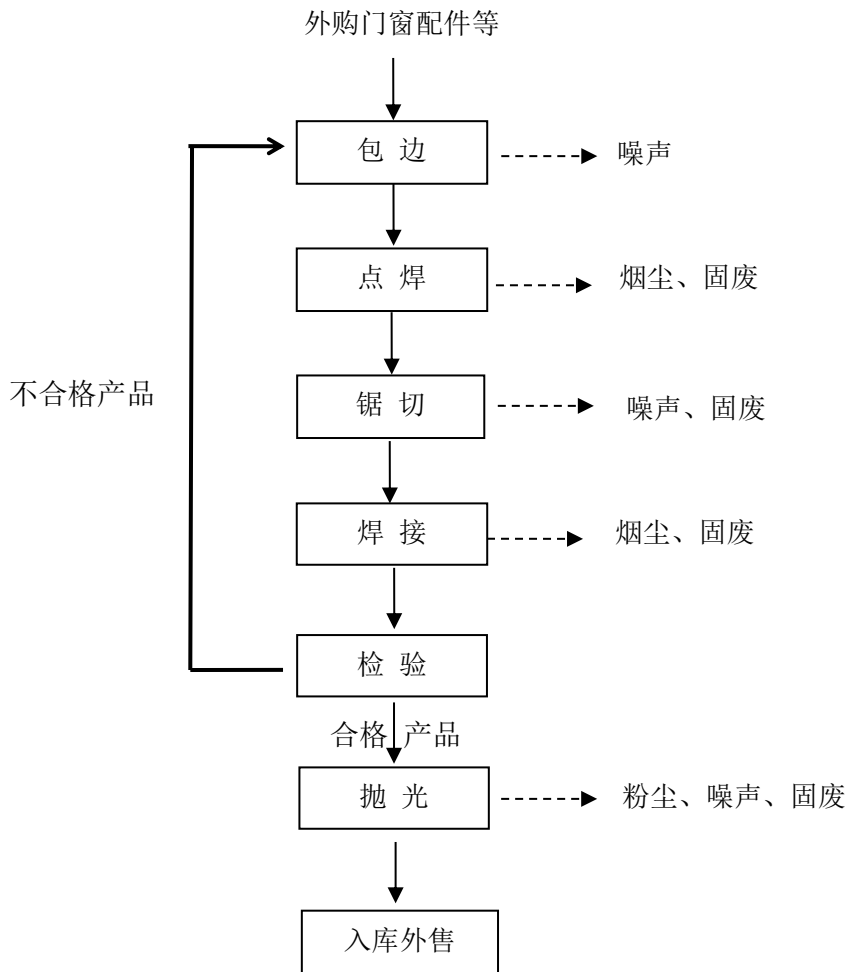 外购门窗配件等
包 边
噪声
点 焊
烟尘、固废
不合格产品
锯 切
噪声、固废
焊 接
烟尘、固废
检 验
合格 产品
抛 光
粉尘、噪声、固废
入库外售